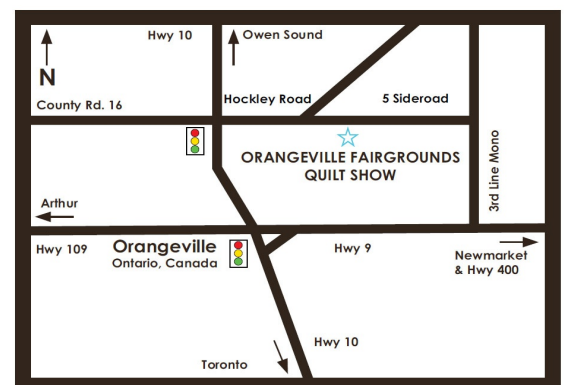 Hwy 10
Owen Sound
N
County Rd. 16
Hockley Road
5 Sideroad
ORANGEVILLE FAIRGROUNDS
QUILT SHOW
3rd Line Mono
Arthur
Hwy 109
Orangeville
Ontario, Canada
Hwy 9
Newmarket
& Hwy 400
Hwy 10
Toronto